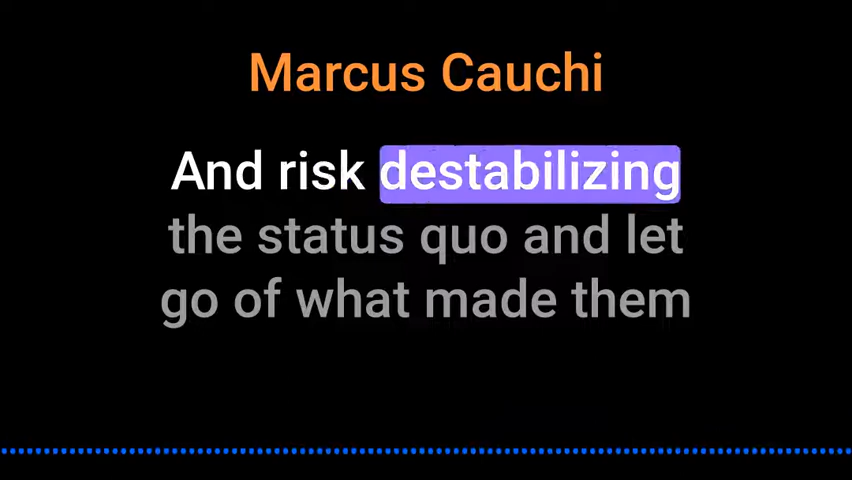 Marcus Cauchi
And risk destabilizing
the status quo and let
go of what made them